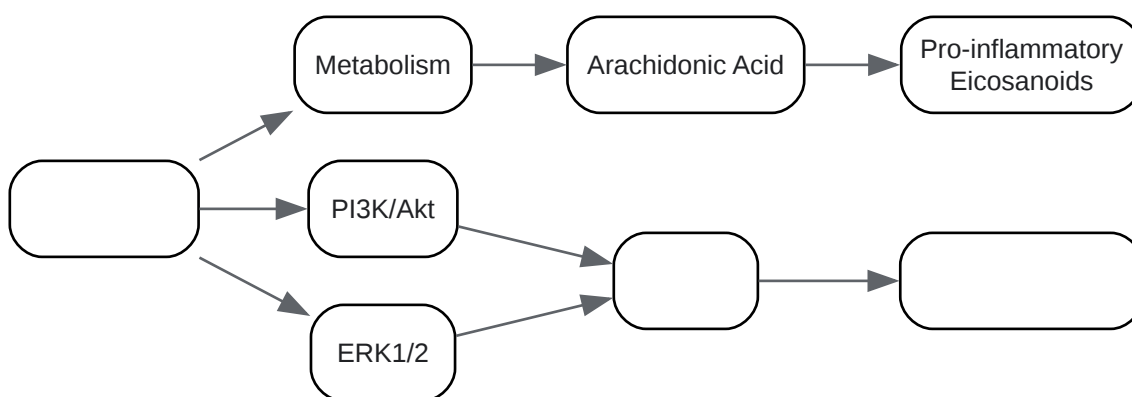 Metabolism
Arachidonic Acid
Pro-inflammatory
Eicosanoids
PI3K/Akt
ERK1/2